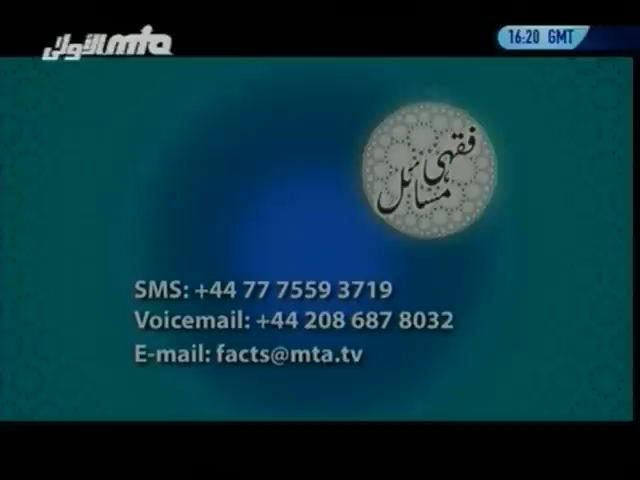 mta الأولى
16:20 GMT
فقہی
مسائل
SMS: +44 77 7559 3719
Voicemail: +44 208 687 8032
E-mail: facts@mta.tv